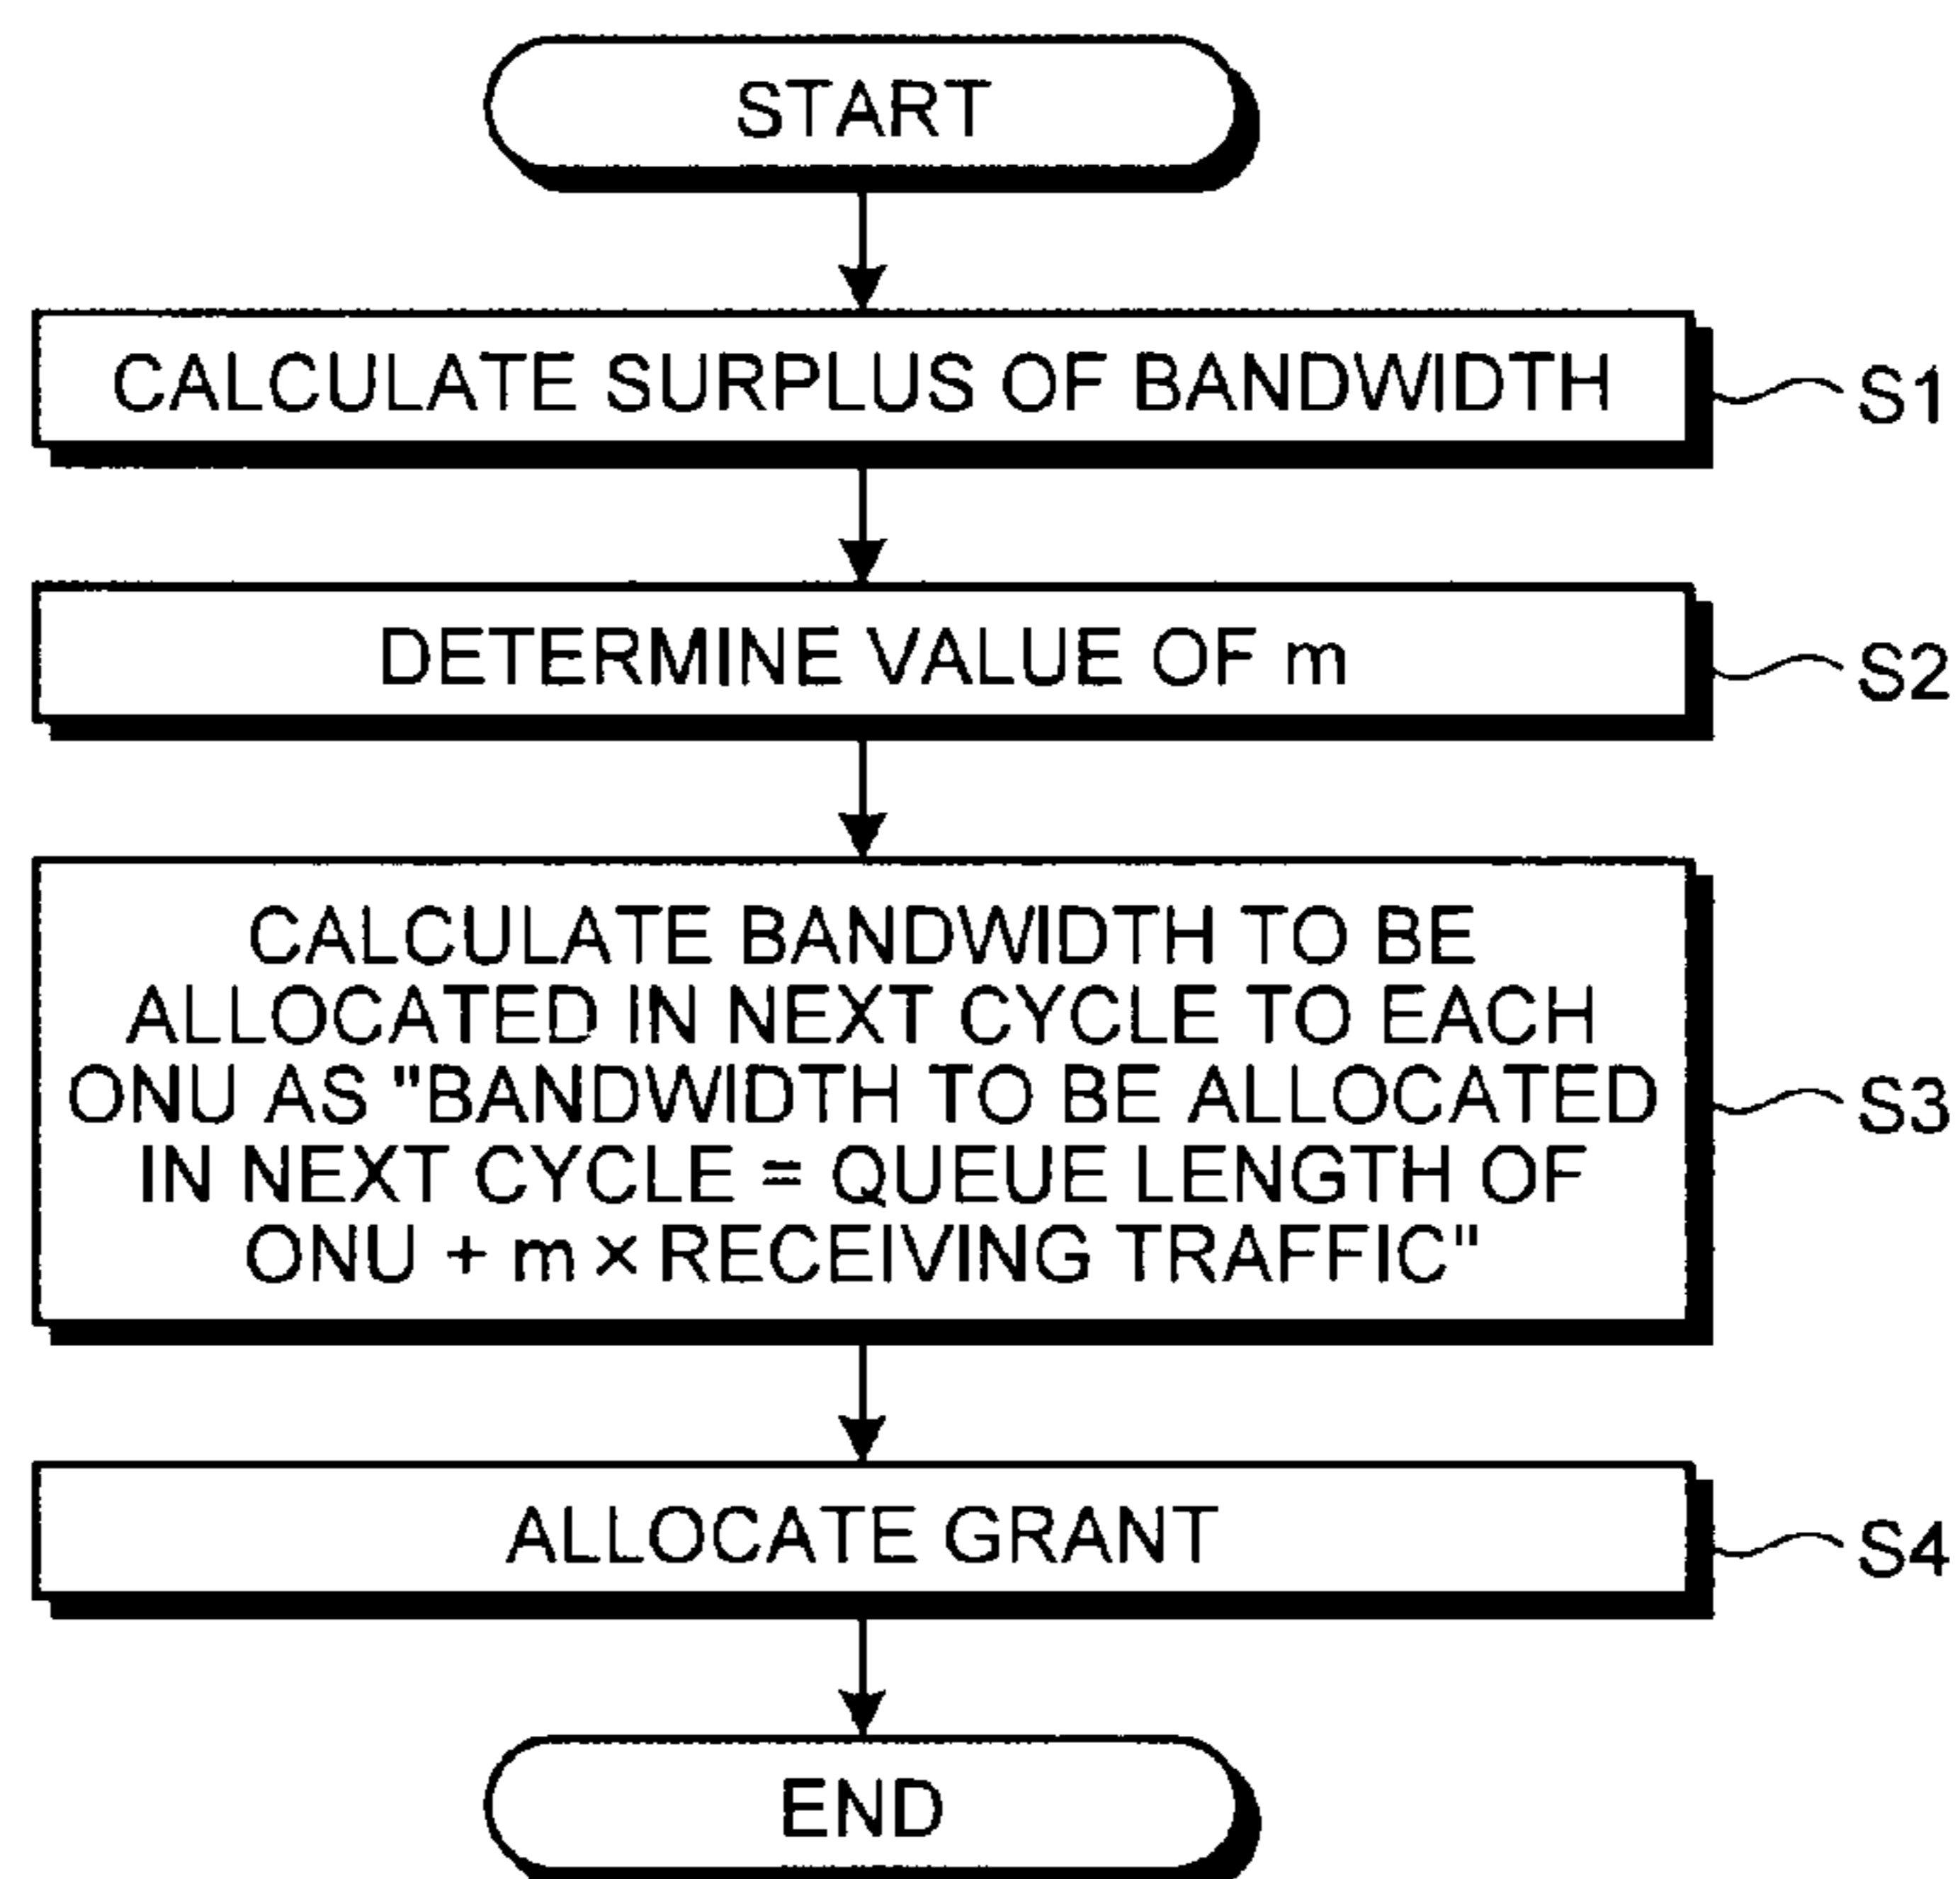 START
CALCULATE SURPLUS OF BANDWIDTH
S1
DETERMINE VALUE OF m
S2
CALCULATE BANDWIDTH TO BE
ALLOCATED IN NEXT CYCLE TO EACH
ONU AS "BANDWIDTH TO BE ALLOCATED
IN NEXT CYCLE = QUEUE LENGTH OF
ONU + m × RECEIVING TRAFFIC"
S3
ALLOCATE GRANT
S4
END